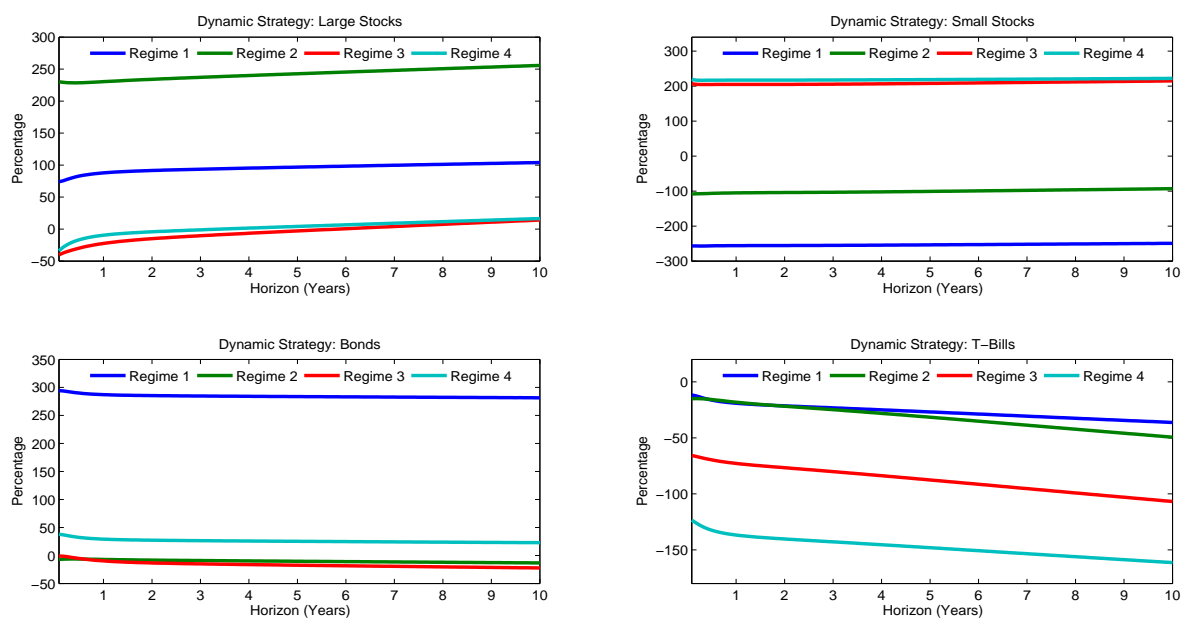 Dynamic Strategy: Large Stocks
300
250
200
150
100
50
0
−50
Percentage
Regime 1 Regime 2 Regime 3 Regime 4
1 2 3 4 5 6 7 8 9 10
Horizon (Years)
Dynamic Strategy: Small Stocks
300
200
100
0
−100
−200
−300
Percentage
Regime 1 Regime 2 Regime 3 Regime 4
1 2 3 4 5 6 7 8 9 10
Horizon (Years)
Dynamic Strategy: Bonds
350
300
250
200
150
100
50
0
−50
Percentage
Regime 1 Regime 2 Regime 3 Regime 4
1 2 3 4 5 6 7 8 9 10
Horizon (Years)
Dynamic Strategy: T−Bills
0
−50
−100
−150
Percentage
Regime 1 Regime 2 Regime 3 Regime 4
1 2 3 4 5 6 7 8 9 10
Horizon (Years)